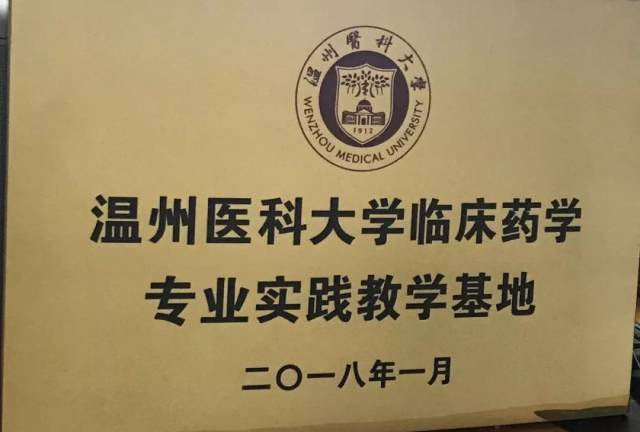 温州醫科大学
1912
WENZHOU MEDICAL UNIVERSITY
温州医科大学临床药学
专业实践教学基地
二〇一八年一月